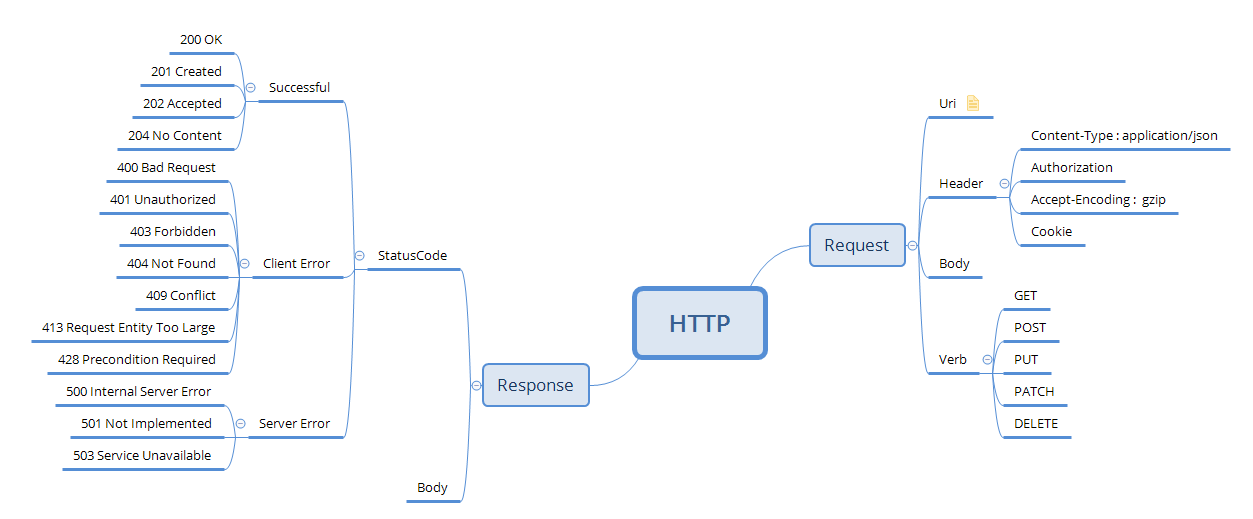 HTTP
Request
Uri
Header
Content-Type : application/json
Authorization
Accept-Encoding : gzip
Cookie
Body
Verb
GET
POST
PUT
PATCH
DELETE
Response
StatusCode
Successful
200 OK
201 Created
202 Accepted
204 No Content
Client Error
400 Bad Request
401 Unauthorized
403 Forbidden
404 Not Found
409 Conflict
413 Request Entity Too Large
428 Precondition Required
Server Error
500 Internal Server Error
501 Not Implemented
503 Service Unavailable
Body